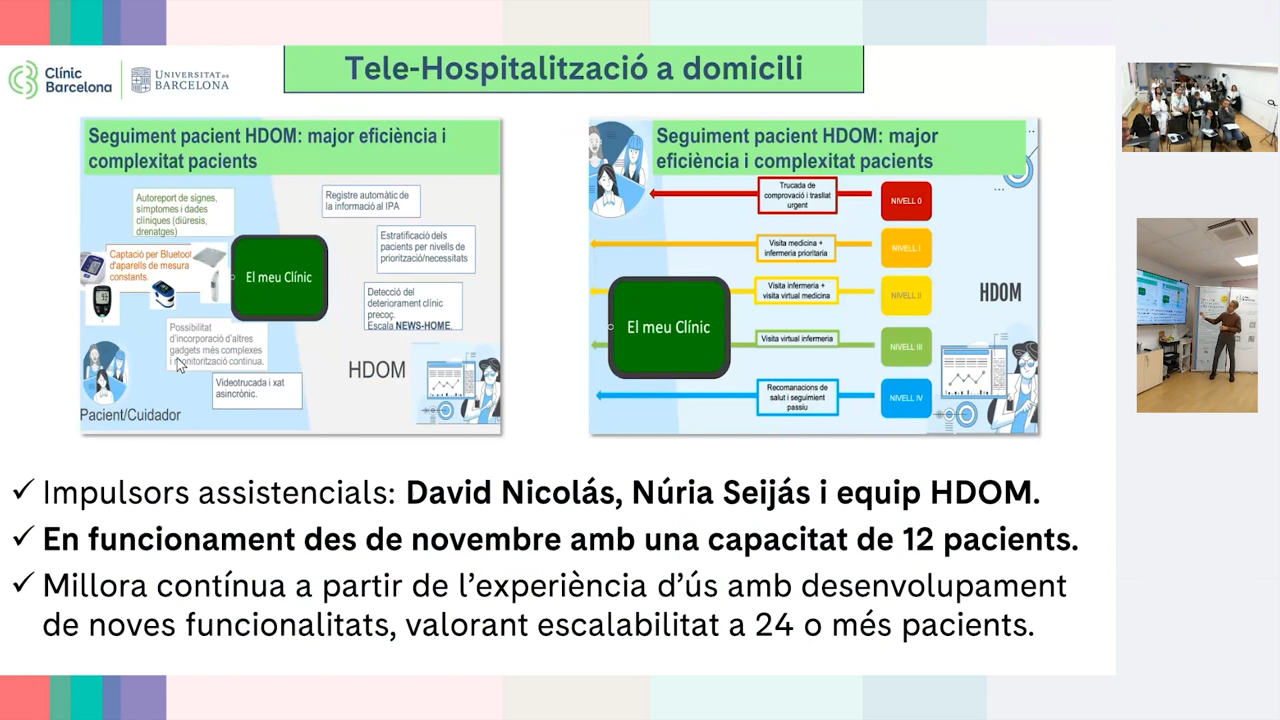 Clínic
Barcelona
UNIVERSITAT DE
BARCELONA
Tele-Hospitalització a domicili
Seguiment pacient HDOM: major eficiència i
complexitat pacients
Autoreport de signes,
símptomes i dades
clíniques (diüresis,
drenatges)
Captació per Bluetoot
d'aparells de mesura
constants.
El meu Clínic
Possibilitat
d'incorporació d'altres
gadgets més complexes
i monitorització contínua.
Videotrucada i xat
asincrònic.
Pacient/Cuidador
Registre automàtic de
la informació al IPA
Estratificació dels
pacients per nivells de
priorització/necessitats
Detecció del
deteriorament clínic
precoç.
Escala NEWS-HOME.
HDOM
Seguiment pacient HDOM: major
eficiència i complexitat pacients
Trucada de
comprovació i trasllat
urgent
NIVELL 0
Visita medicina +
infermeria prioritaria
NIVELL I
Visita infermeria +
visita virtual medicina
NIVELL II
El meu Clínic
Visita virtual infermeria
NIVELL III
Recomanacions de
salut i seguiment
passiu
NIVELL IV
HDOM
✓ Impulsors assistencials: David Nicolás, Núria Seijás i equip HDOM.
✓ En funcionament des de novembre amb una capacitat de 12 pacients.
✓ Millora contínua a partir de l'experiència d'ús amb desenvolupament
de noves funcionalitats, valorant escalabilitat a 24 o més pacients.